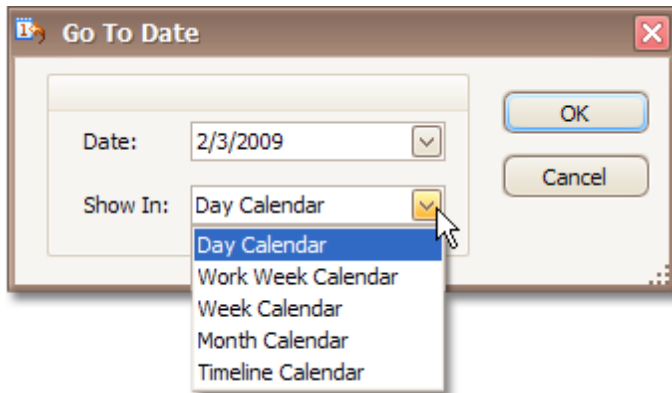 Go To Date
Date: 2/3/2009
OK
Show In: Day Calendar
Cancel
Day Calendar
Work Week Calendar
Week Calendar
Month Calendar
Timeline Calendar